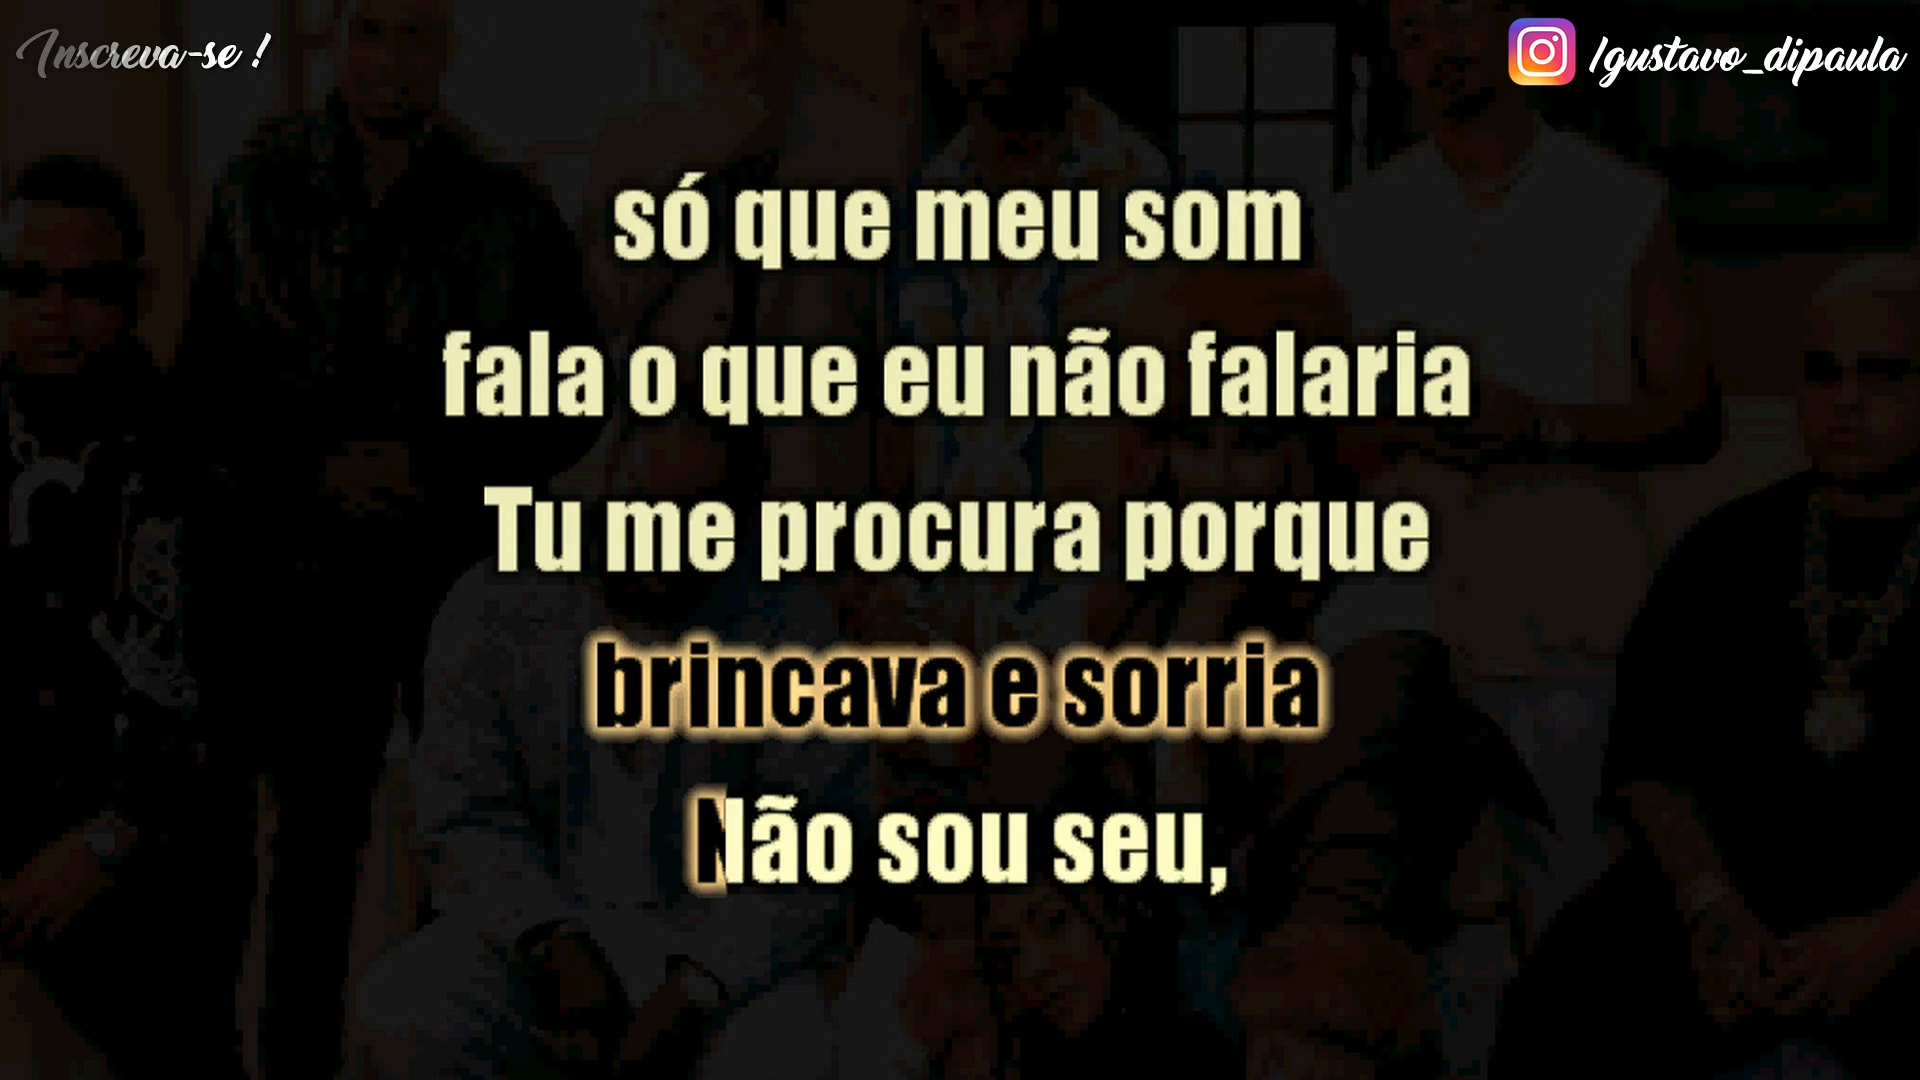 Inscreva-se !
/gustavo_dipaula
só que meu som
fala o que eu não falaria
Tu me procura porque
brincava e sorria
Não sou seu,